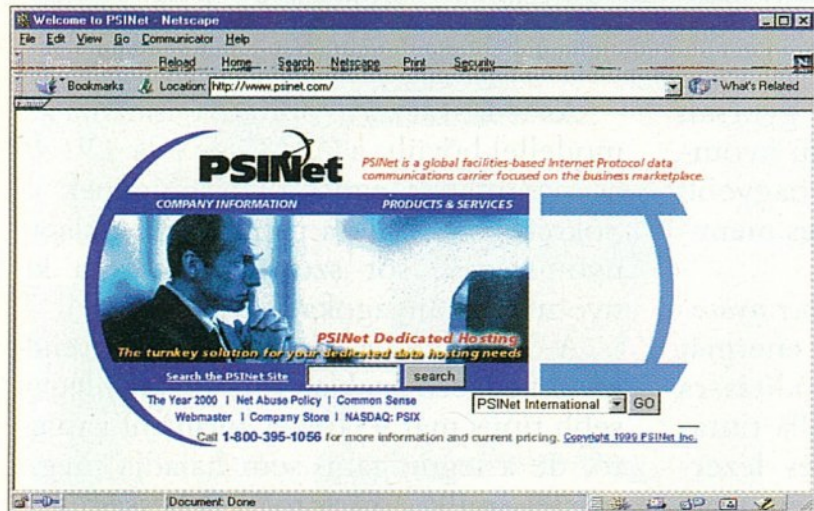 Welcome to PSINet - Netscape
File Edit View Go Communicator Help
Reload Home Search Netscape Print Security
Bookmarks Location: http://www.psinet.com/ What's Related
PSINet
PSINet is a global facilities-based Internet Protocol data
communications carrier focused on the business marketplace.
COMPANY INFORMATION PRODUCTS & SERVICES
PSINet Dedicated Hosting
The turnkey solution for your dedicated data hosting needs
Search the PSINet Site search
The Year 2000 | Net Abuse Policy | Common Sense
Webmaster | Company Store | NASDAQ: PSIX
PSINet International GO
Call 1-800-395-1056 for more information and current pricing. Copyright 1999 PSINet Inc.
Document: Done